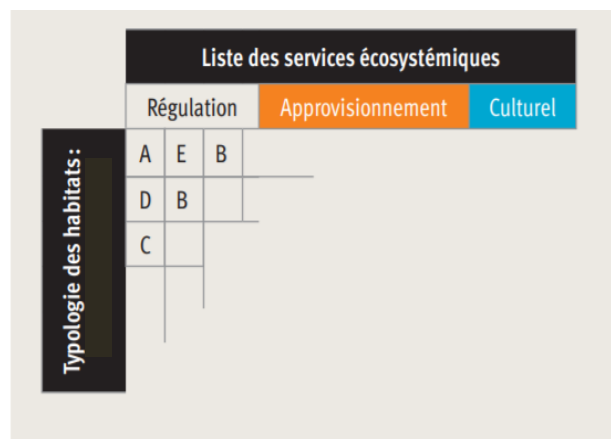 Liste des services écosystémiques
Régulation Approvisionnement Culturel
Typologie des habitats :
A E B
D B
C